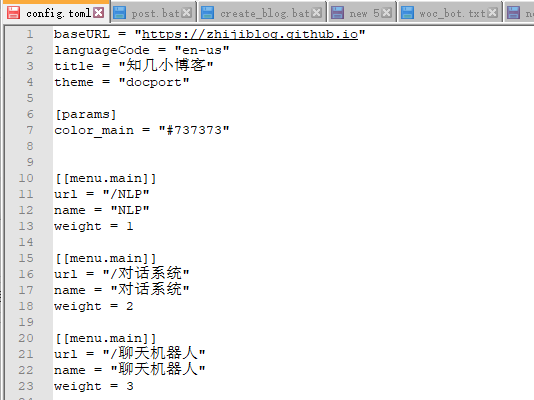 config.toml post.bat create_blog.bat new 5 woc_bot.txt
1 baseURL = "https://zhijiblog.github.io"
2 languageCode = "en-us"
3 title = "知几小博客"
4 theme = "docport"
5
6 [params]
7 color_main = "#737373"
8
9
10 [[menu.main]]
11 url = "/NLP"
12 name = "NLP"
13 weight = 1
14
15 [[menu.main]]
16 url = "/对话系统"
17 name = "对话系统"
18 weight = 2
19
20 [[menu.main]]
21 url = "/聊天机器人"
22 name = "聊天机器人"
23 weight = 3